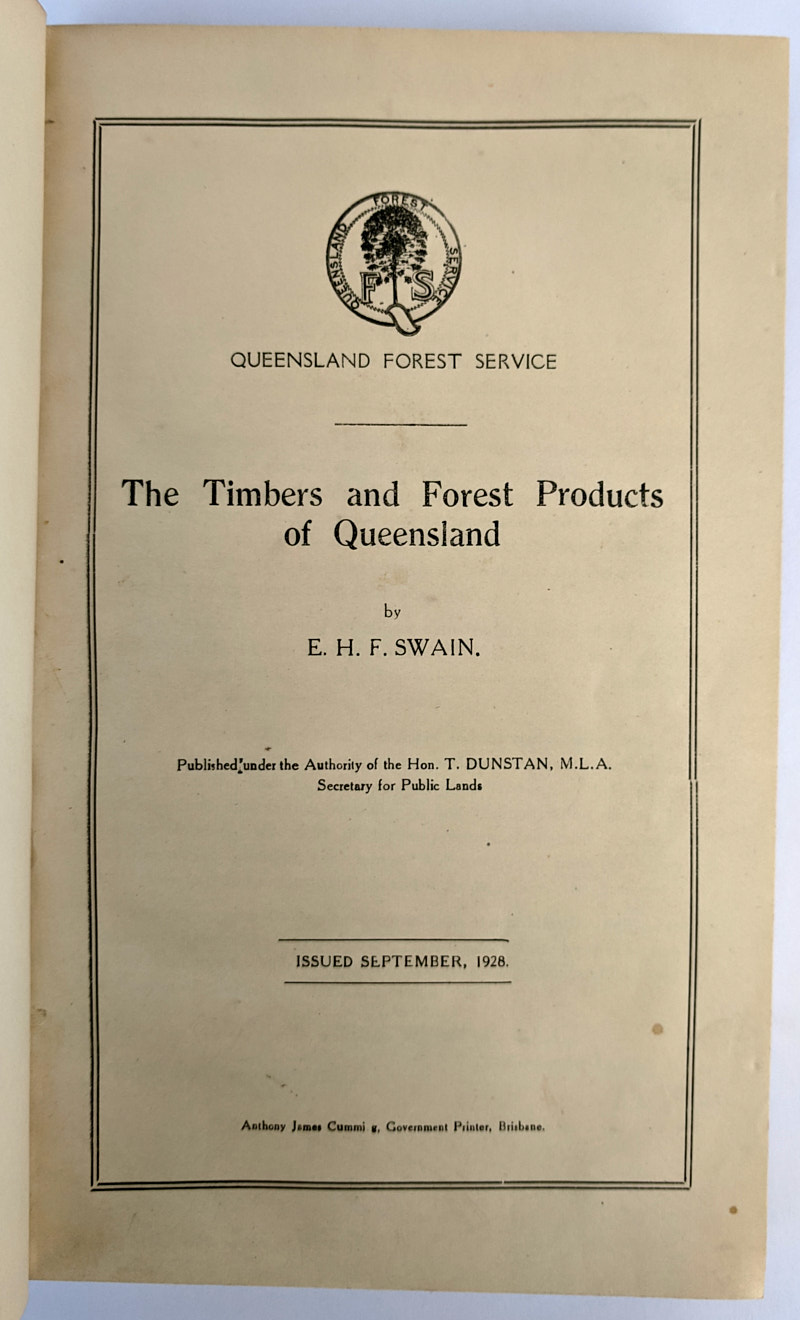 QUEENSLAND FOREST SERVICE
F S
QUEENSLAND FOREST SERVICE
The Timbers and Forest Products
of Queensland
by
E. H. F. SWAIN.
Published under the Authority of the Hon. T. DUNSTAN, M.L.A.
Secretary for Public Lands
ISSUED SEPTEMBER, 1928.
Anthony James Cummi g, Government Printer, Brisbane.